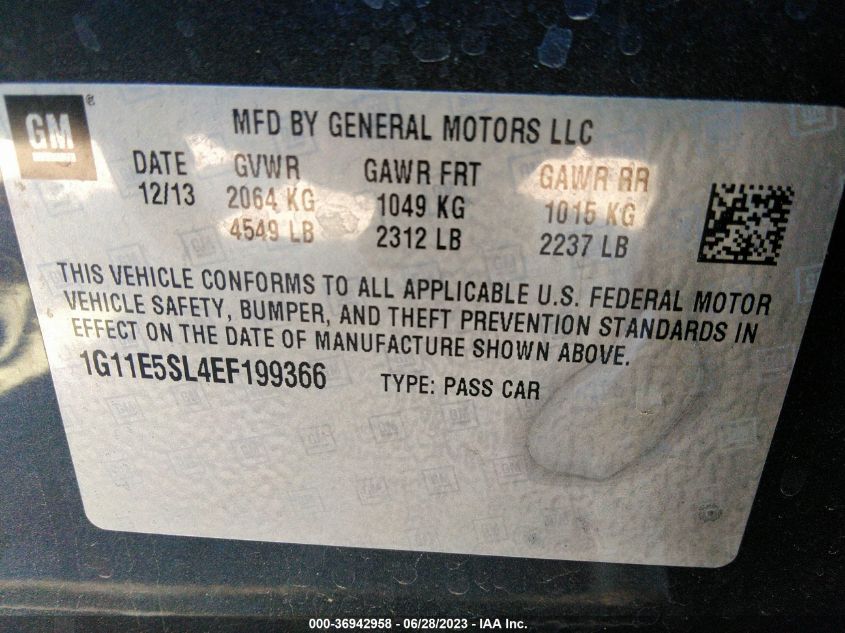 GM ®
MFD BY GENERAL MOTORS LLC
DATE GVWR GAWR FRT GAWR RR
12/13 2064 KG 1049 KG 1015 KG
4549 LB 2312 LB 2237 LB
THIS VEHICLE CONFORMS TO ALL APPLICABLE U.S. FEDERAL MOTOR
VEHICLE SAFETY, BUMPER, AND THEFT PREVENTION STANDARDS IN
EFFECT ON THE DATE OF MANUFACTURE SHOWN ABOVE.
1G11E5SL4EF199366 TYPE: PASS CAR
000-36942958 - 06/28/2023 - IAA Inc.